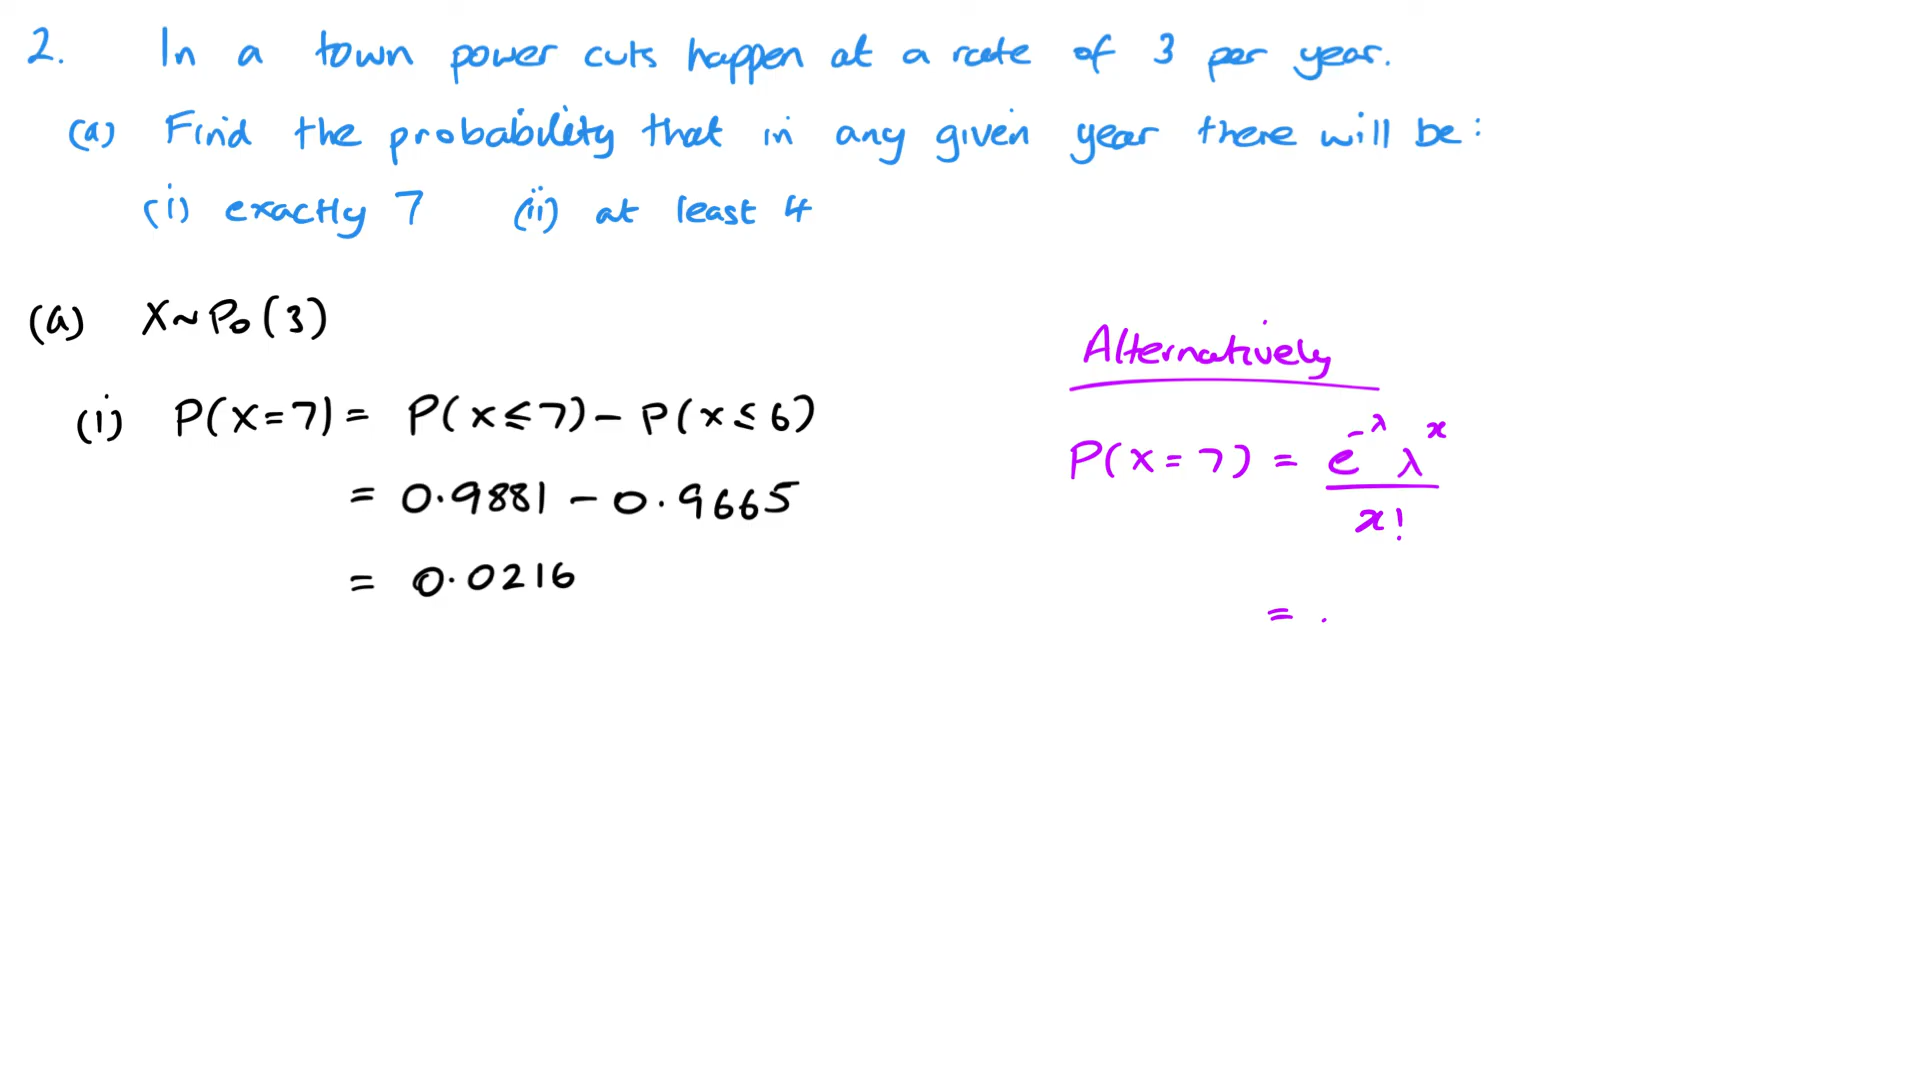 2. In a town power cuts happen at a rate of 3 per year.
(a) Find the probability that in any given year there will be:
(i) exactly 7 (ii) at least 4
(a) X~Po(3)
(i) P(X=7) = P(X≤7) - P(X≤6)
= 0.9881 - 0.9665
= 0.0216
Alternatively
P(X=7) = e^-λ λ^x
x!
= .